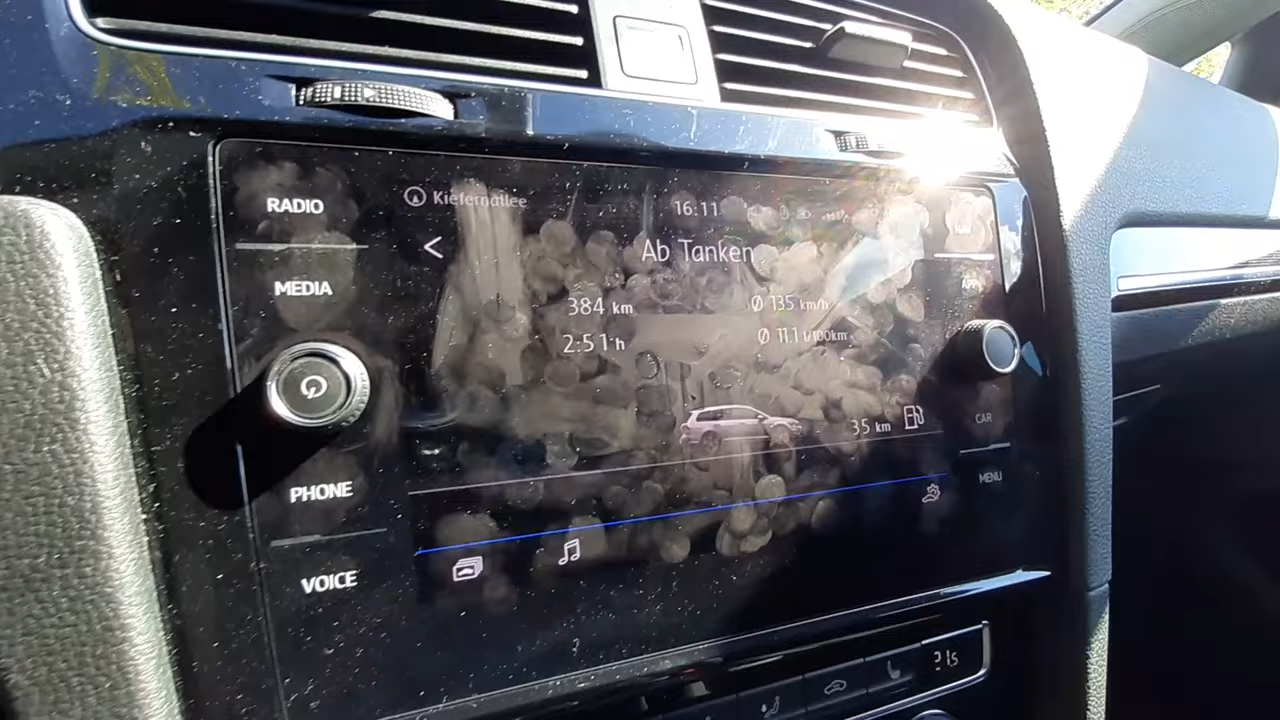 RADIO
Kiefernallee
16:11
NAV
MEDIA
Ab Tanken
APP
384 km
Ø 135 km/h
2:51 h
Ø 11.1 l/100km
35 km
CAR
PHONE
MENU
VOICE